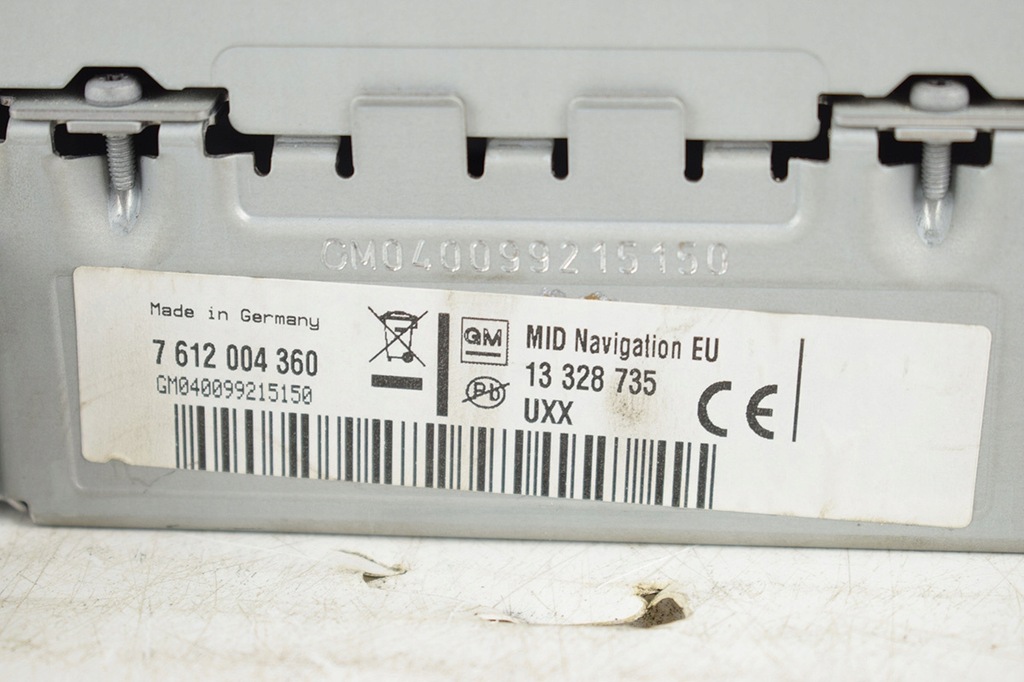 GM040099215150
Made in Germany
7 612 004 360
GM040099215150
GM
Pb
MID Navigation EU
13 328 735
UXX
CE